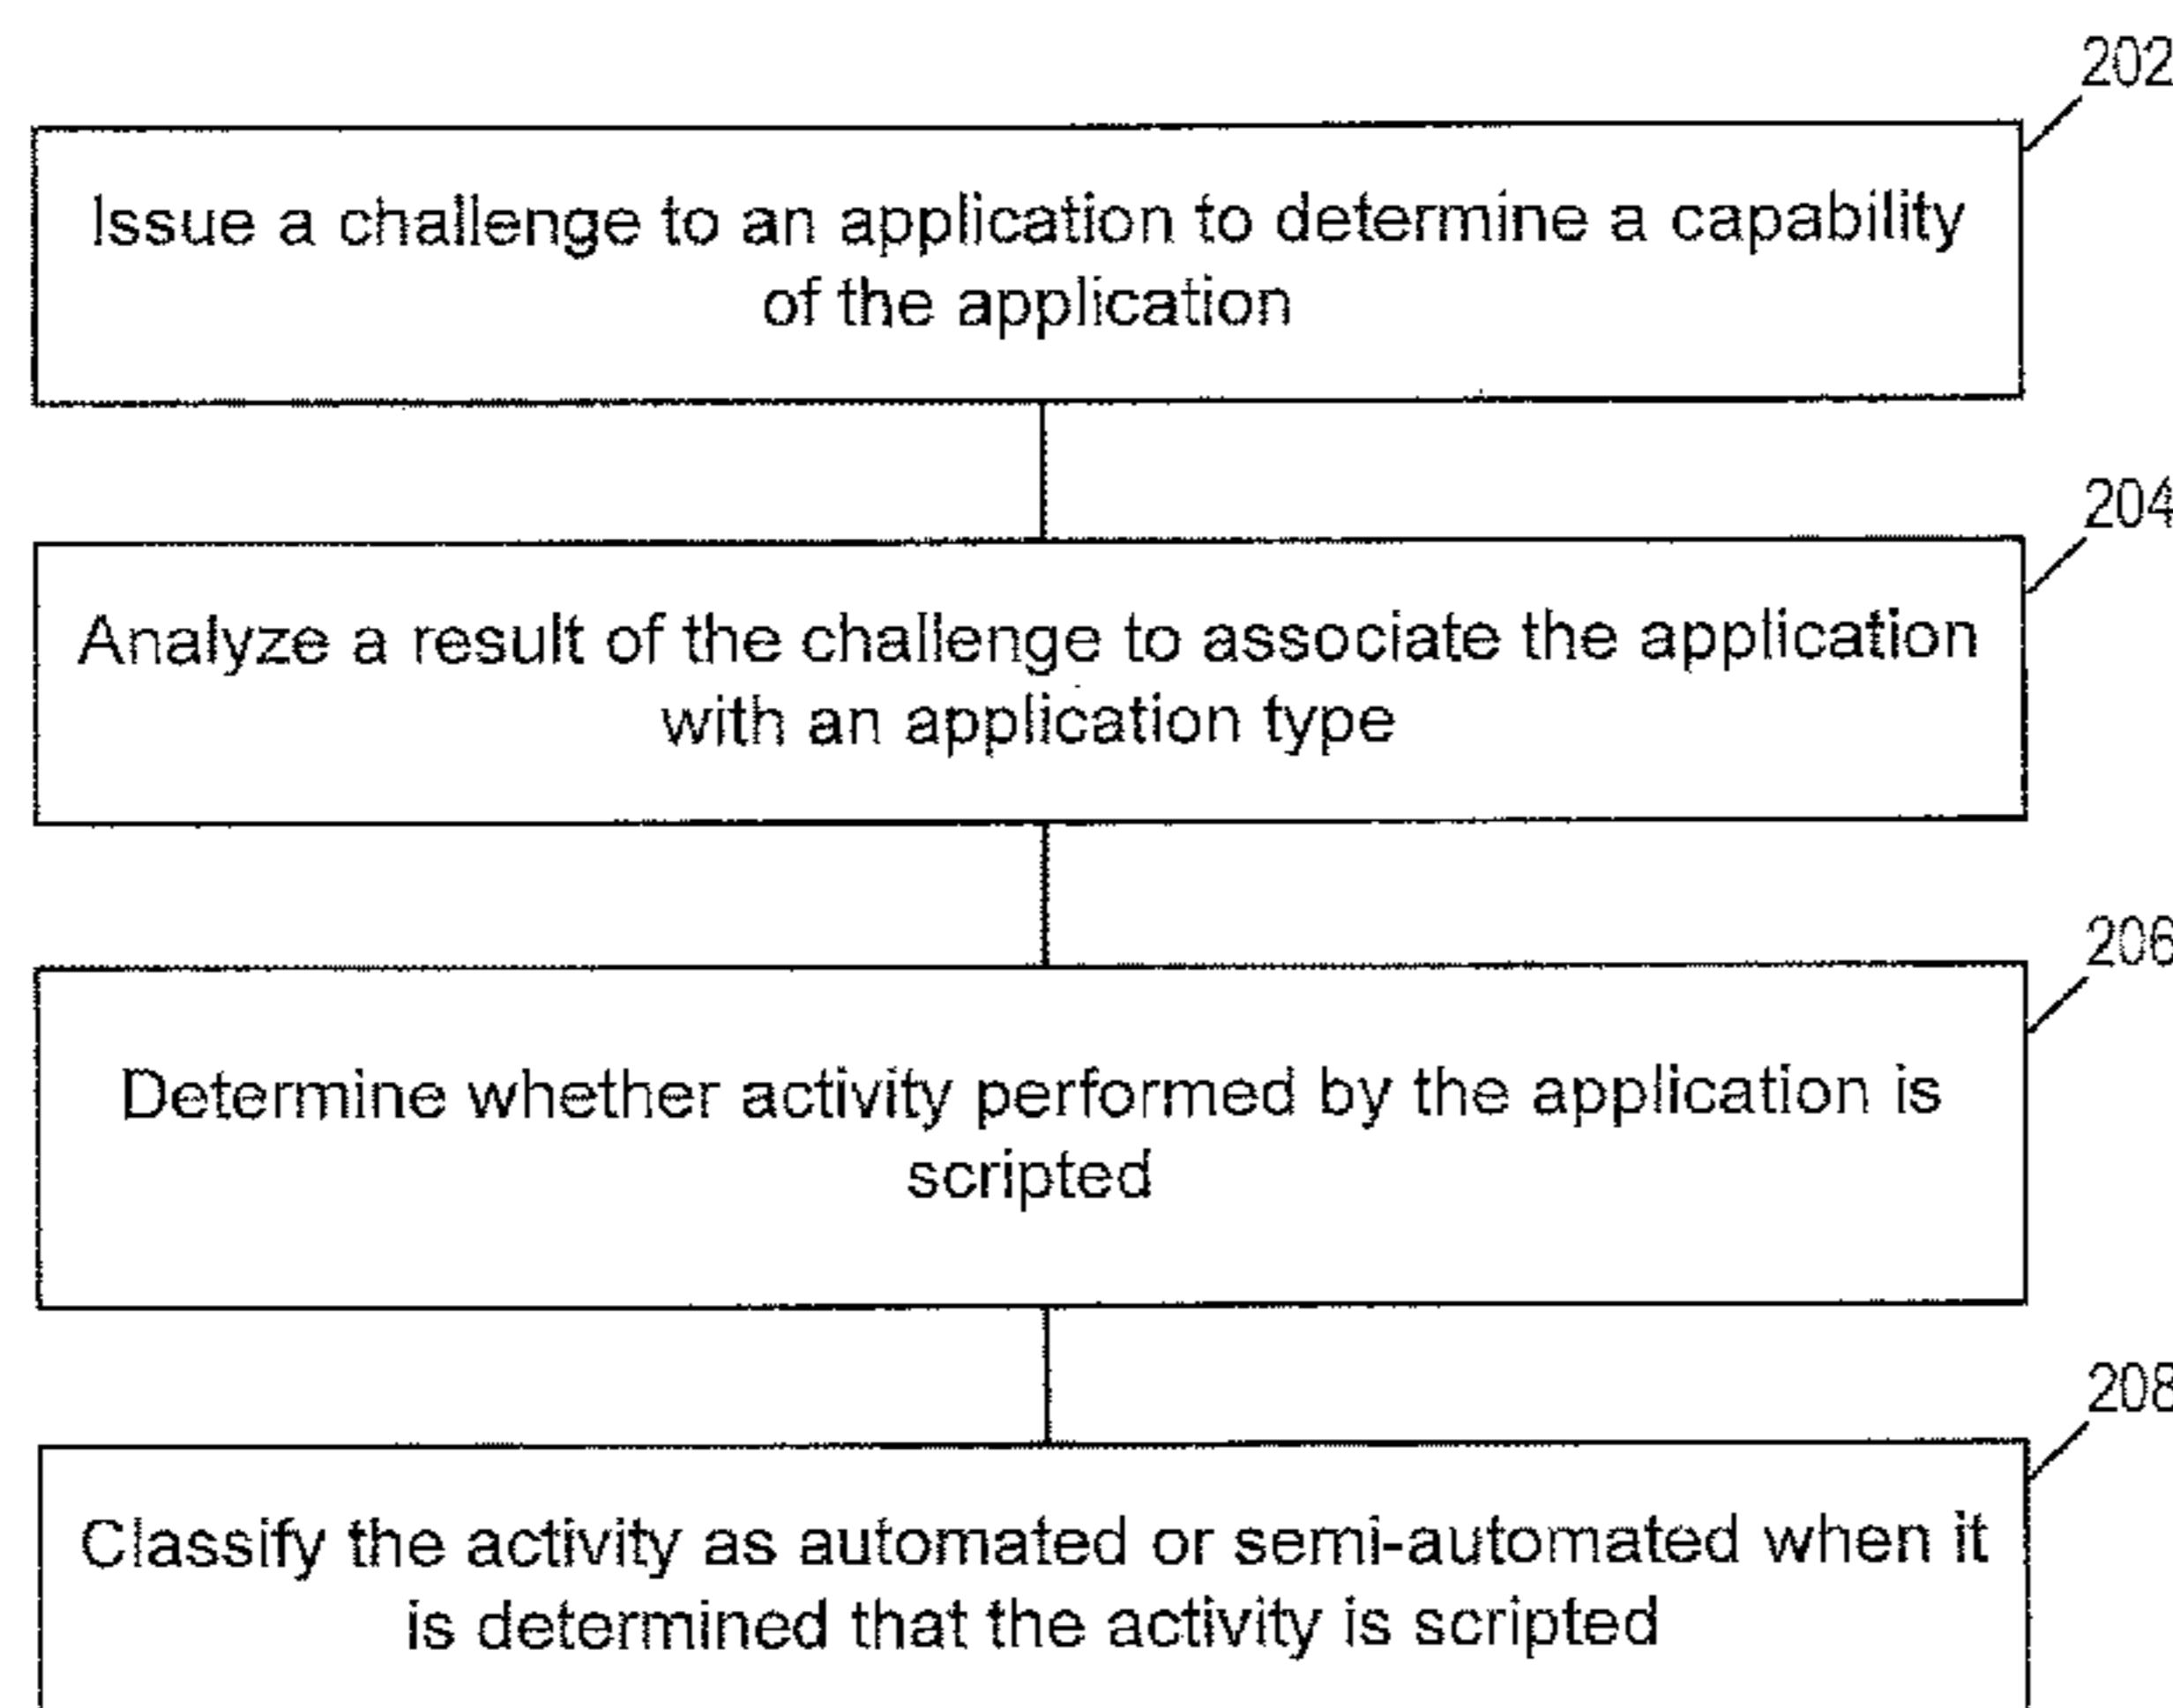 202
Issue a challenge to an application to determine a capability
of the application
204
Analyze a result of the challenge to associate the application
with an application type
206
Determine whether activity performed by the application is
scripted
208
Classify the activity as automated or semi-automated when it
is determined that the activity is scripted